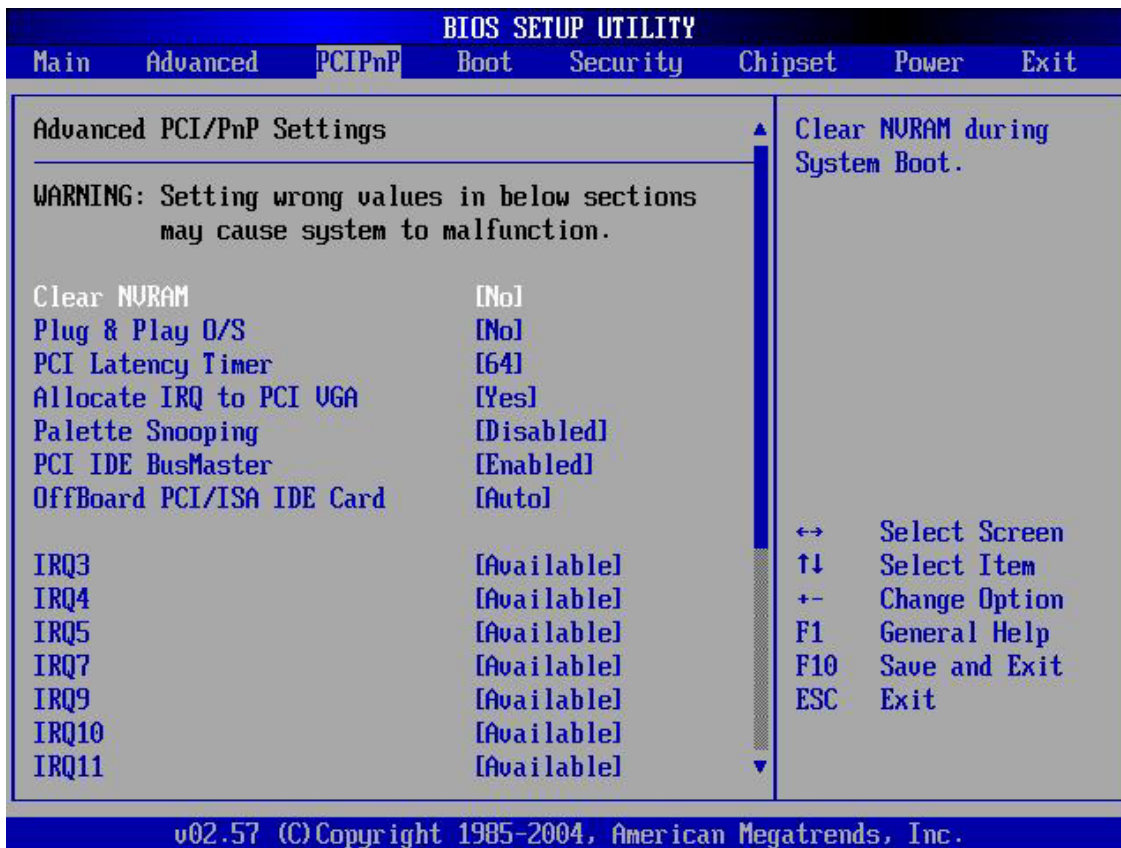 BIOS SETUP UTILITY
Main Advanced PCIPnP Boot Security Chipset Power Exit
Advanced PCI/PnP Settings
WARNING: Setting wrong values in below sections
may cause system to malfunction.
Clear NVRAM [No]
Plug & Play O/S [No]
PCI Latency Timer [64]
Allocate IRQ to PCI VGA [Yes]
Palette Snooping [Disabled]
PCI IDE BusMaster [Enabled]
OffBoard PCI/ISA IDE Card [Auto]
IRQ3 [Available]
IRQ4 [Available]
IRQ5 [Available]
IRQ7 [Available]
IRQ9 [Available]
IRQ10 [Available]
IRQ11 [Available]
Clear NVRAM during
System Boot.
↔ Select Screen
↑↓ Select Item
+- Change Option
F1 General Help
F10 Save and Exit
ESC Exit
v02.57 (C)Copyright 1985-2004, American Megatrends, Inc.